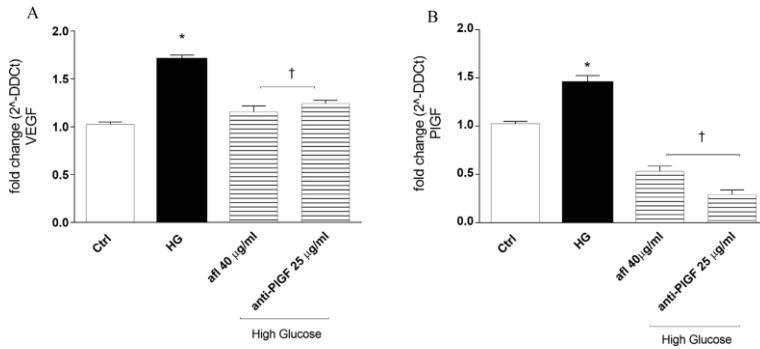 A
fold change (2^-DDCt)
VEGF
2.0
1.5
1.0
0.5
0.0
*
†
Ctrl
HG
afl 40 μg/ml
anti-PlGF 25 μg/ml
High Glucose
B
fold change (2^-DDCt)
PlGF
2.0
1.5
1.0
0.5
0.0
*
†
Ctrl
HG
afl 40 μg/ml
anti-PlGF 25 μg/ml
High Glucose